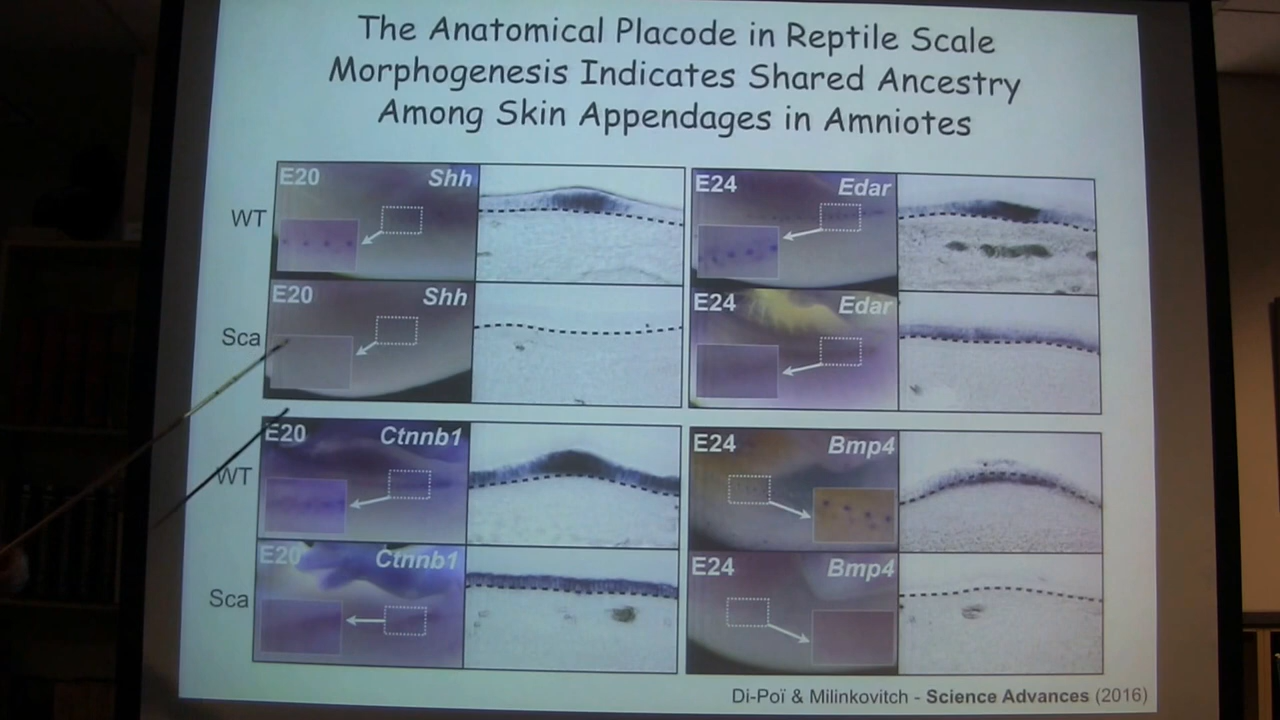 The Anatomical Placode in Reptile Scale
Morphogenesis Indicates Shared Ancestry
Among Skin Appendages in Amniotes
WT
E20 Shh
E24 Edar
Sca
E20 Shh
E24 Edar
WT
E20 Ctnnb1
E24 Bmp4
Sca
E20 Ctnnb1
E24 Bmp4
Di-Poï & Milinkovitch - Science Advances (2016)